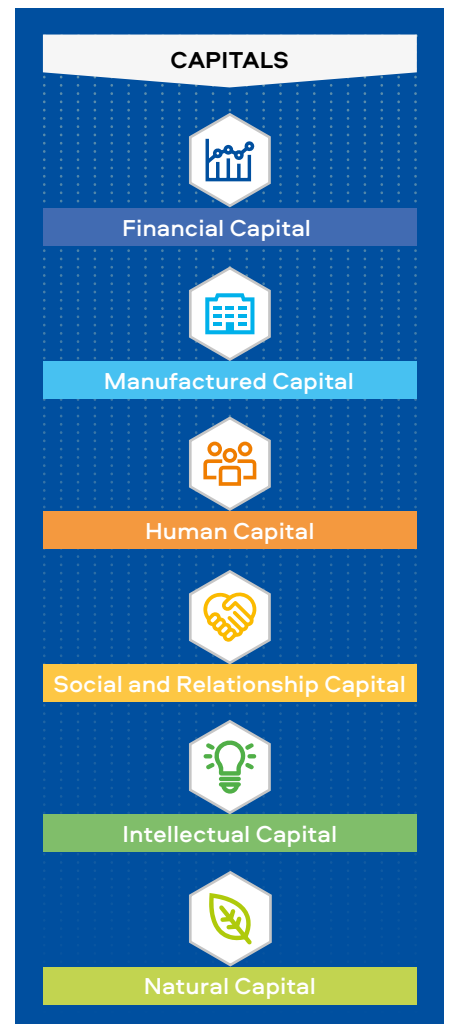 CAPITALS
Financial Capital
Manufactured Capital
Human Capital
Social and Relationship Capital
Intellectual Capital
Natural Capital